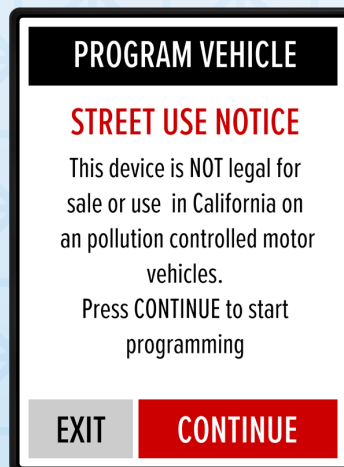 PROGRAM VEHICLE
STREET USE NOTICE
This device is NOT legal for
sale or use in California on
an pollution controlled motor
vehicles.
Press CONTINUE to start
programming
EXIT
CONTINUE